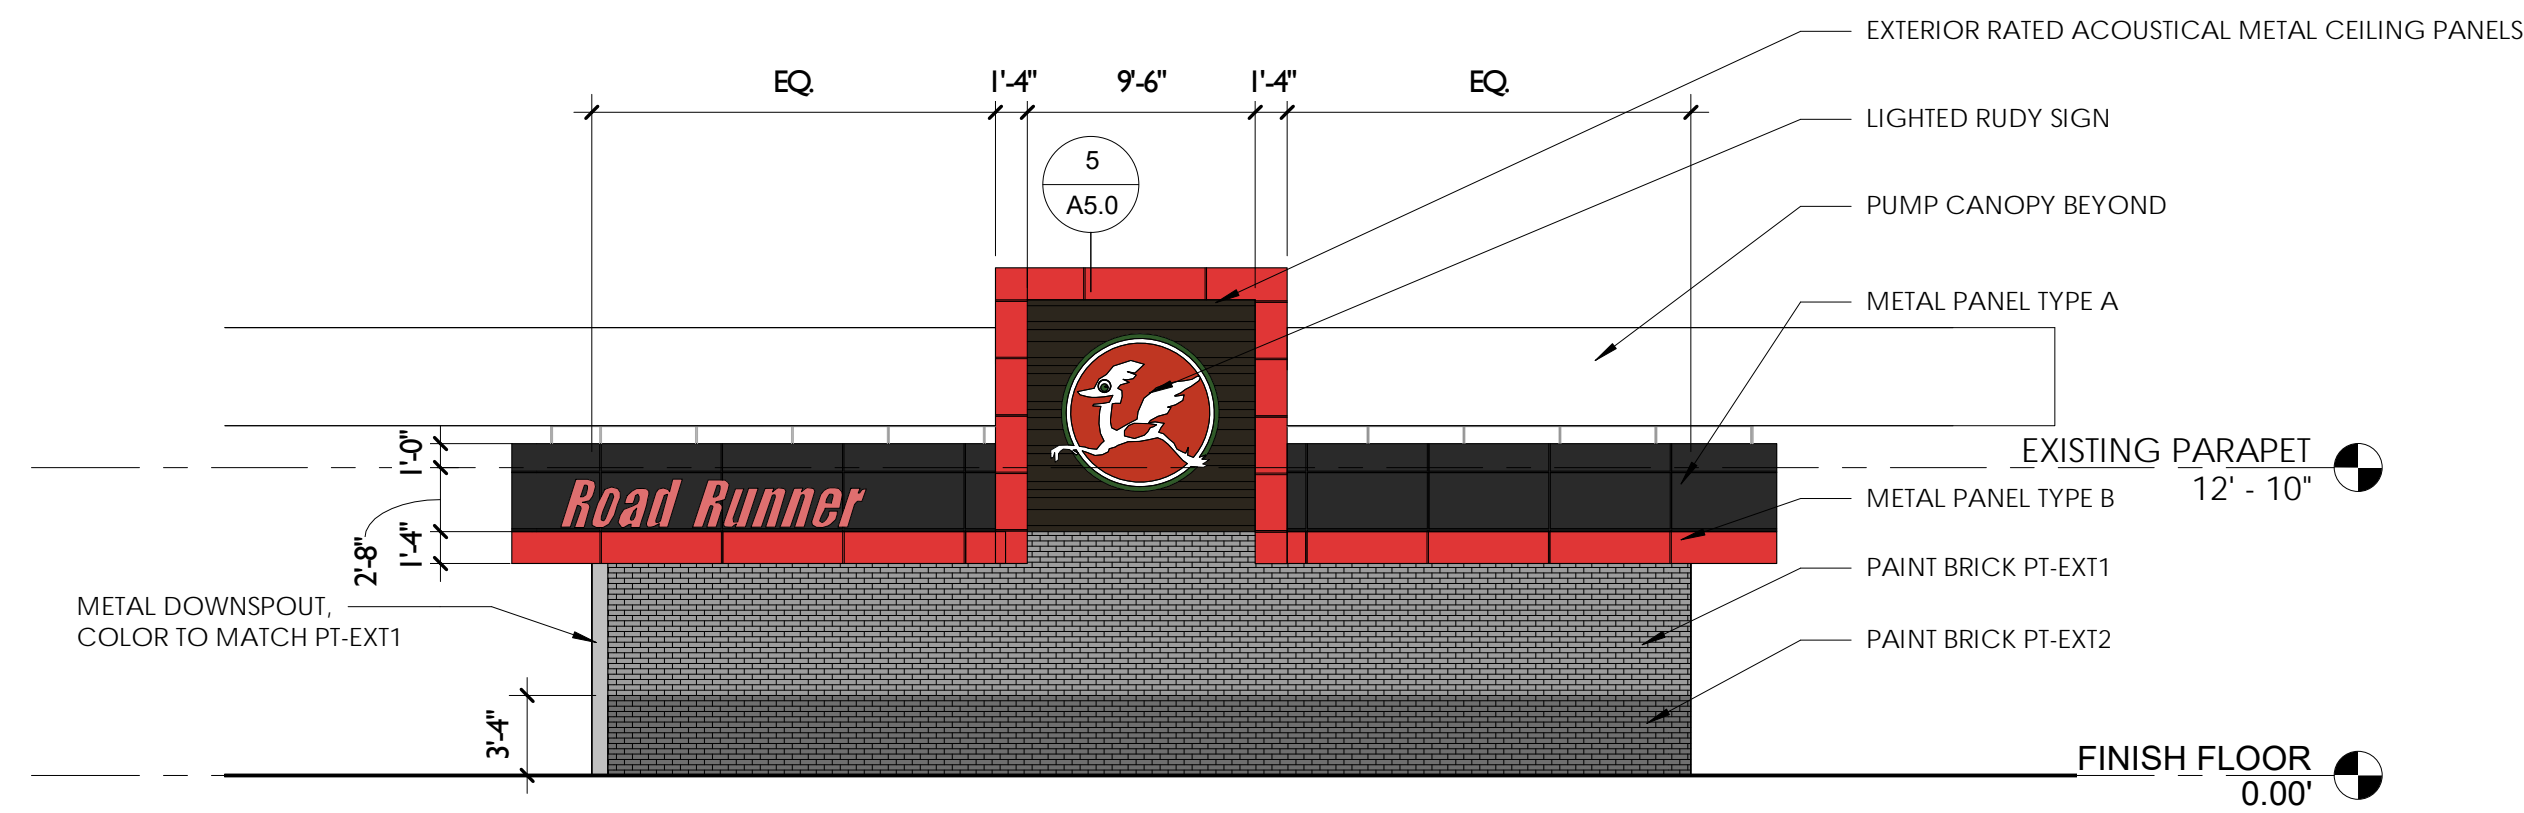 EXTERIOR RATED ACOUSTICAL METAL CEILING PANELS
EQ.
1'-4"
9'-6"
1'-4"
EQ.
LIGHTED RUDY SIGN
5
A5.0
PUMP CANOPY BEYOND
METAL PANEL TYPE A
1'-0"
EXISTING PARAPET
12' - 10"
METAL PANEL TYPE B
Road Runner
2'-8"
1'-4"
PAINT BRICK PT-EXT1
METAL DOWNSPOUT,
COLOR TO MATCH PT-EXT1
PAINT BRICK PT-EXT2
3'-4"
FINISH FLOOR
0.00'